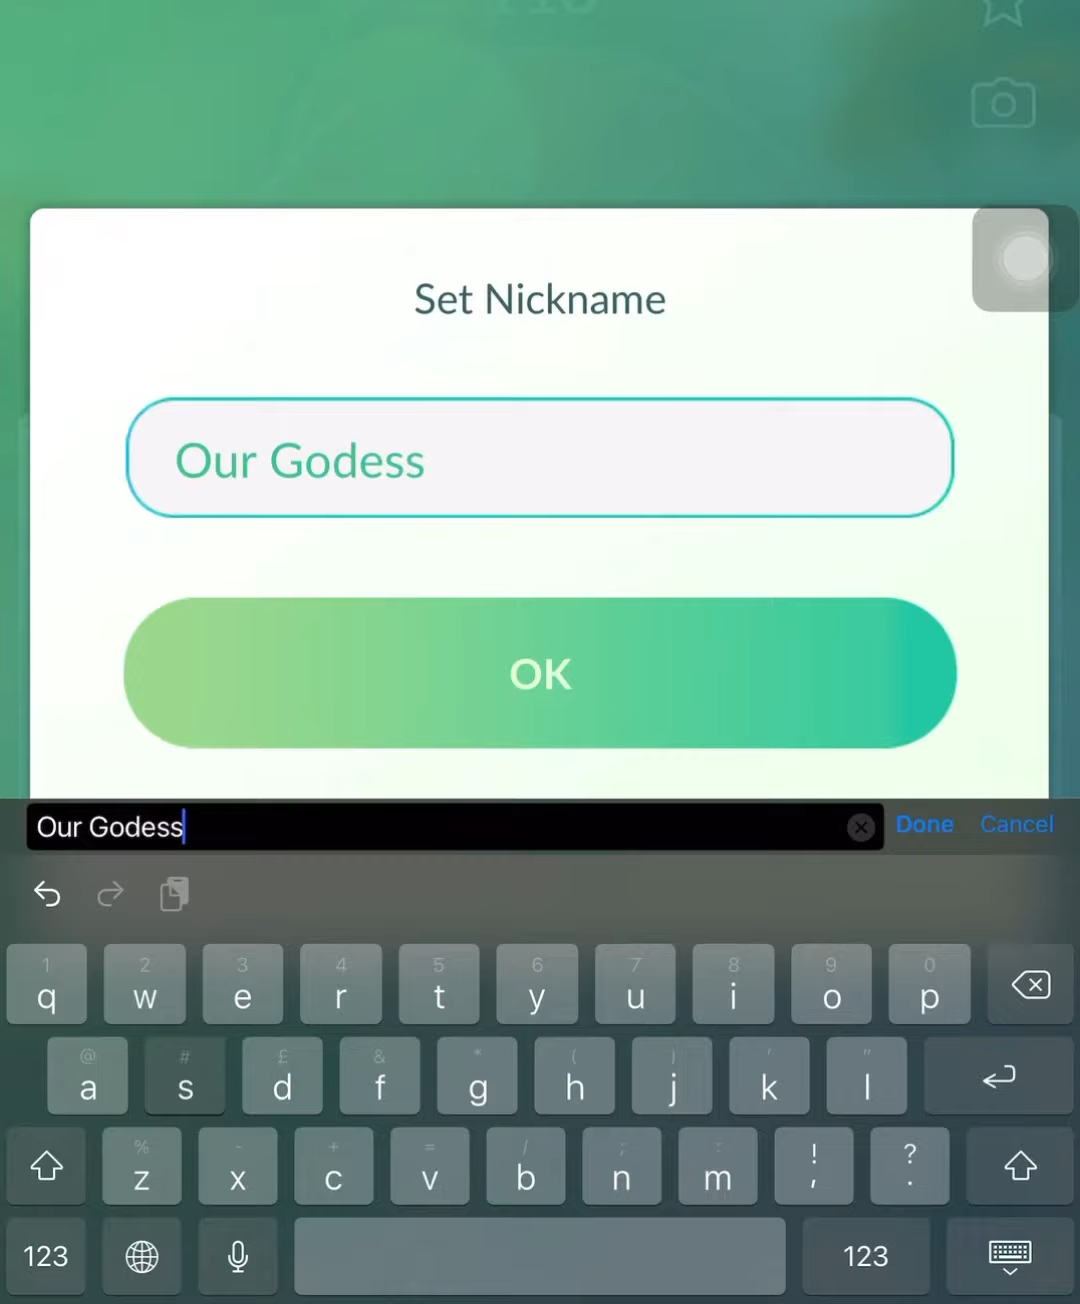 Set Nickname
Our Godess
OK
Our Godess Done Cancel
1 2 3 4 5 6 7 8 9 0
q w e r t y u i o p
@ # £ & * ( ) ' "
a s d f g h j k l
% - + = / ; : ! ?
z x c v b n m , .
123 123